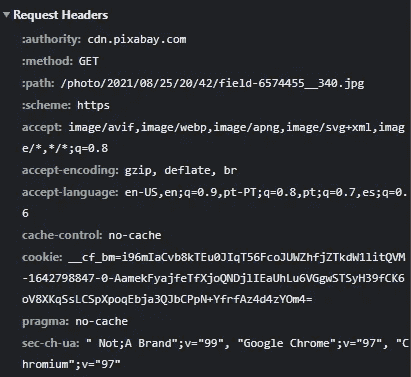 Request Headers
:authority: cdn.pixabay.com
:method: GET
:path: /photo/2021/08/25/20/42/field-6574455__340.jpg
:scheme: https
accept: image/avif,image/webp,image/apng,image/svg+xml,imag
e/*,*/*;q=0.8
accept-encoding: gzip, deflate, br
accept-language: en-US,en;q=0.9,pt-PT;q=0.8,pt;q=0.7,es;q=0.
6
cache-control: no-cache
cookie: __cf_bm=i96mIaCvb8kTEu0JIqT56FcoJUWZhfjZTkdW1litQVM
-1642798847-0-AamekFyajfeTfXjoQNDjlIEaUhLu6VGgwSTSyH39fCK6
oV8XKqSsLCSpXpoqEbja3QJbCPpN+YfrfAz4d4zYOm4=
pragma: no-cache
sec-ch-ua: " Not;A Brand";v="99", "Google Chrome";v="97", "C
hromium";v="97"